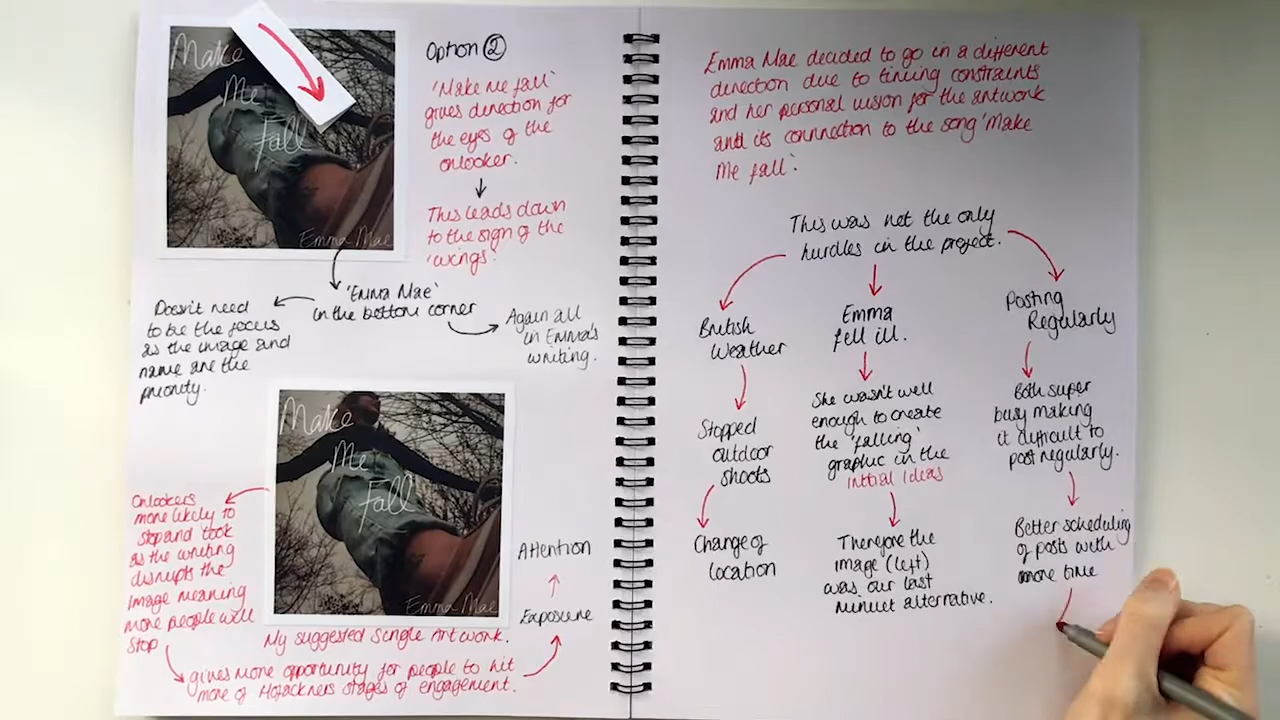 Make
Me
Fall
Emma Mae
Option 2
'Make me fall'
gives direction for
the eyes of the
onlooker.
This leads down
to the sign of the
'wings'.
'Emma Mae'
in the bottom corner
Doesn't need
to be the focus
as the image and
name are the
priority.
Again all
in Emma's
writing.
Make
Me
Fall
Emma Mae
Onlookers
more likely to
stop and look
as the writing
disrupts the
image meaning
more people will
stop
My suggested Single Artwork.
gives more opportunity for people to hit
more of stages of engagement.
Exposure
Attention
Emma Mae decided to go in a different
direction due to timing constraints
and her personal vision for the artwork
and its connection to the song 'Make
Me fall'.
This was not the only
hurdles in the project.
British
Weather
Stopped
outdoor
shoots
Change of
location
Emma
fell ill.
She wasn't well
enough to create
the 'falling'
graphic in the
initial ideas
Therefore the
image (left)
was our last
minuet alternative.
Posting
Regularly
Both super
busy making
it difficult to
post regularly.
Better scheduling
of posts with
more time